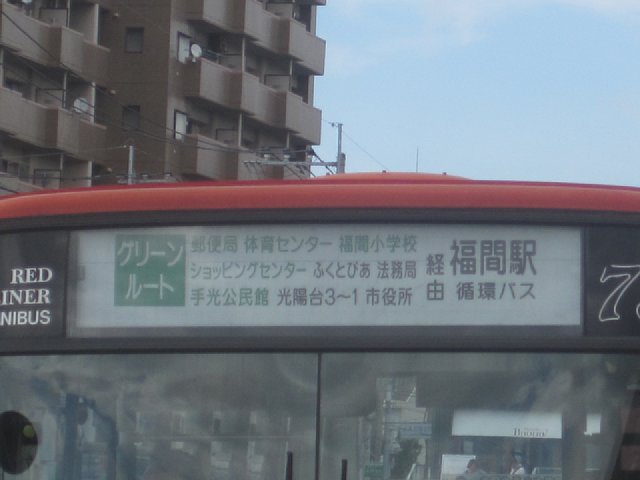 グリーン
ルート
郵便局 体育センター 福間小学校
ショッピングセンター ふくとぴあ 法務局
手光公民館 光陽台3〜1 市役所
経由
福間駅
循環バス
RED
INER
NIBUS
7